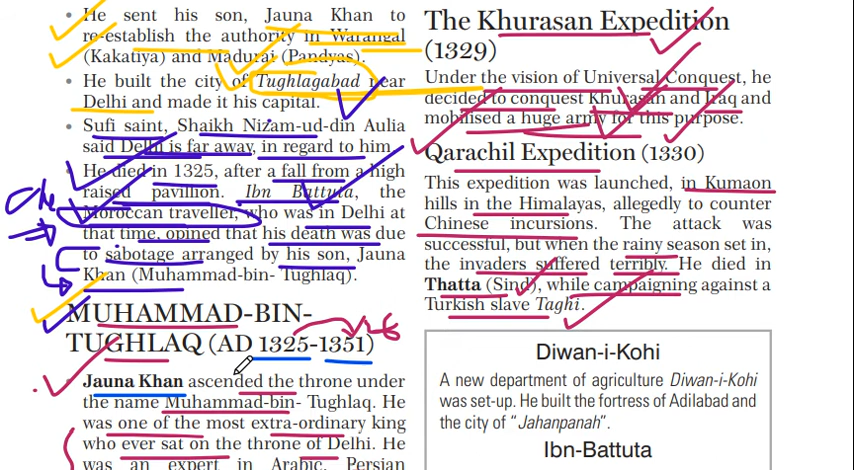 • He sent his son, Jauna Khan to
re-establish the authority in Warangal
(Kakatiya) and Madurai (Pandyas).
• He built the city of Tughlagabad near
Delhi and made it his capital.
• Sufi saint, Shaikh Nizam-ud-din Aulia
said Delhi is far away, in regard to him.
• He died in 1325, after a fall from a high
raised pavillion. Ibn Battuta, the
Moroccan traveller, who was in Delhi at
that time, opined that his death was due
to sabotage arranged by his son, Jauna
Khan (Muhammad-bin- Tughlaq).
MUHAMMAD-BIN-
TUGHLAQ (AD 1325-1351)
• Jauna Khan ascended the throne under
the name Muhammad-bin- Tughlaq. He
was one of the most extra-ordinary king
who ever sat on the throne of Delhi. He
was an expert in Arabic, Persian
The Khurasan Expedition
(1329)
Under the vision of Universal Conquest, he
decided to conquest Khurasan and Iraq and
mobilised a huge army for this purpose.
Qarachil Expedition (1330)
This expedition was launched, in Kumaon
hills in the Himalayas, allegedly to counter
Chinese incursions. The attack was
successful, but when the rainy season set in,
the invaders suffered terribly. He died in
Thatta (Sind), while campaigning against a
Turkish slave Taghi.
Diwan-i-Kohi
A new department of agriculture Diwan-i-Kohi
was set-up. He built the fortress of Adilabad and
the city of "Jahanpanah".
Ibn-Battuta